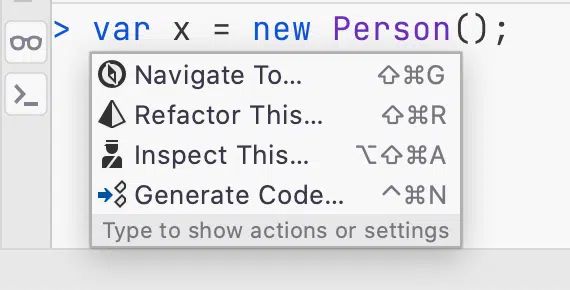 > var x = new Person();
Navigate To... ⇧⌘G
Refactor This... ⇧⌘R
Inspect This... ⌥⇧⌘A
Generate Code... ^⌘N
Type to show actions or settings